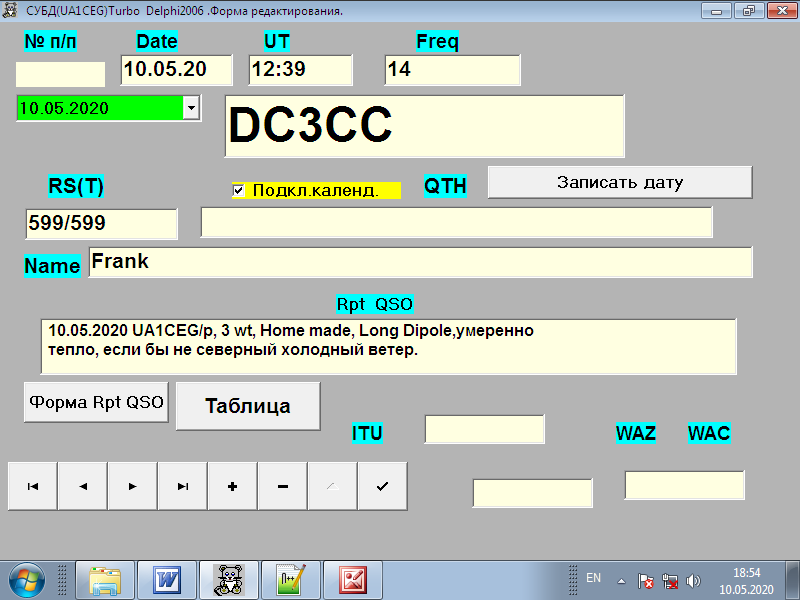 СУБД(UA1CEG)Turbo Delphi2006 .Форма редактирования.
№ п/п Date UT Freq
10.05.20 12:39 14
10.05.2020
DC3CC
RS(T) Подкл.календ. QTH Записать дату
599/599
Name Frank
Rpt QSO
10.05.2020 UA1CEG/p, 3 wt, Home made, Long Dipole,умеренно
тепло, если бы не северный холодный ветер.
Форма Rpt QSO Таблица
ITU WAZ WAC
EN 18:54
10.05.2020